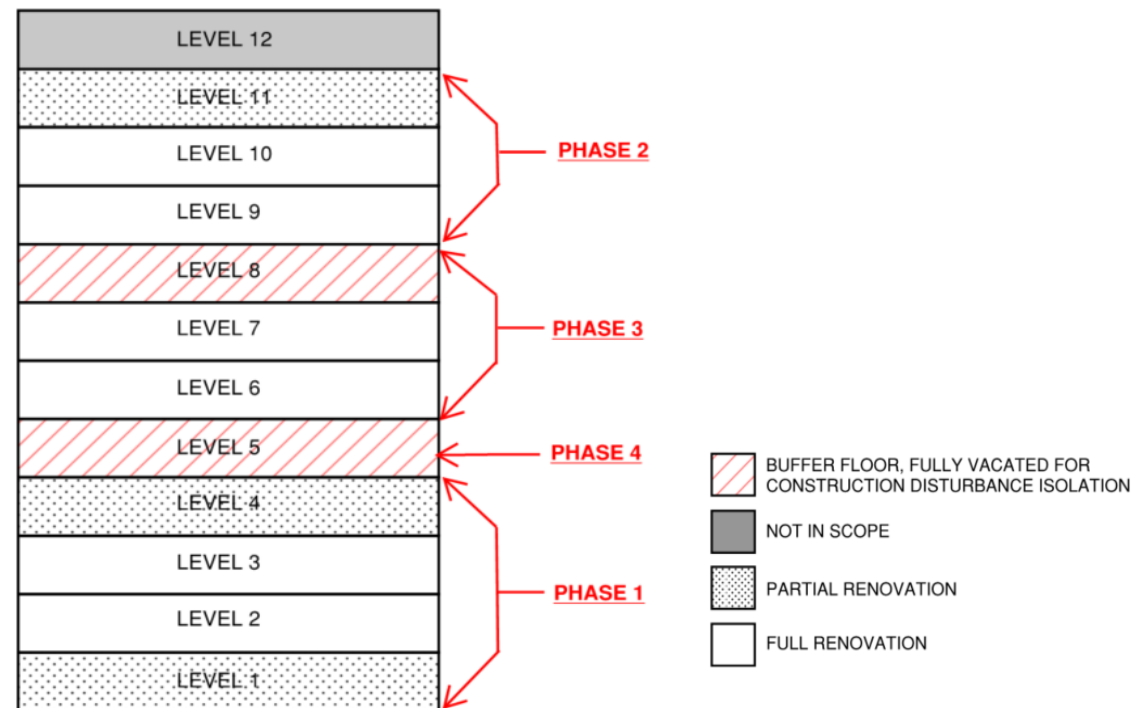 LEVEL 12
LEVEL 11
LEVEL 10
PHASE 2
LEVEL 9
LEVEL 8
LEVEL 7
PHASE 3
LEVEL 6
LEVEL 5
PHASE 4
LEVEL 4
LEVEL 3
PHASE 1
LEVEL 2
LEVEL 1
BUFFER FLOOR, FULLY VACATED FOR
CONSTRUCTION DISTURBANCE ISOLATION
NOT IN SCOPE
PARTIAL RENOVATION
FULL RENOVATION